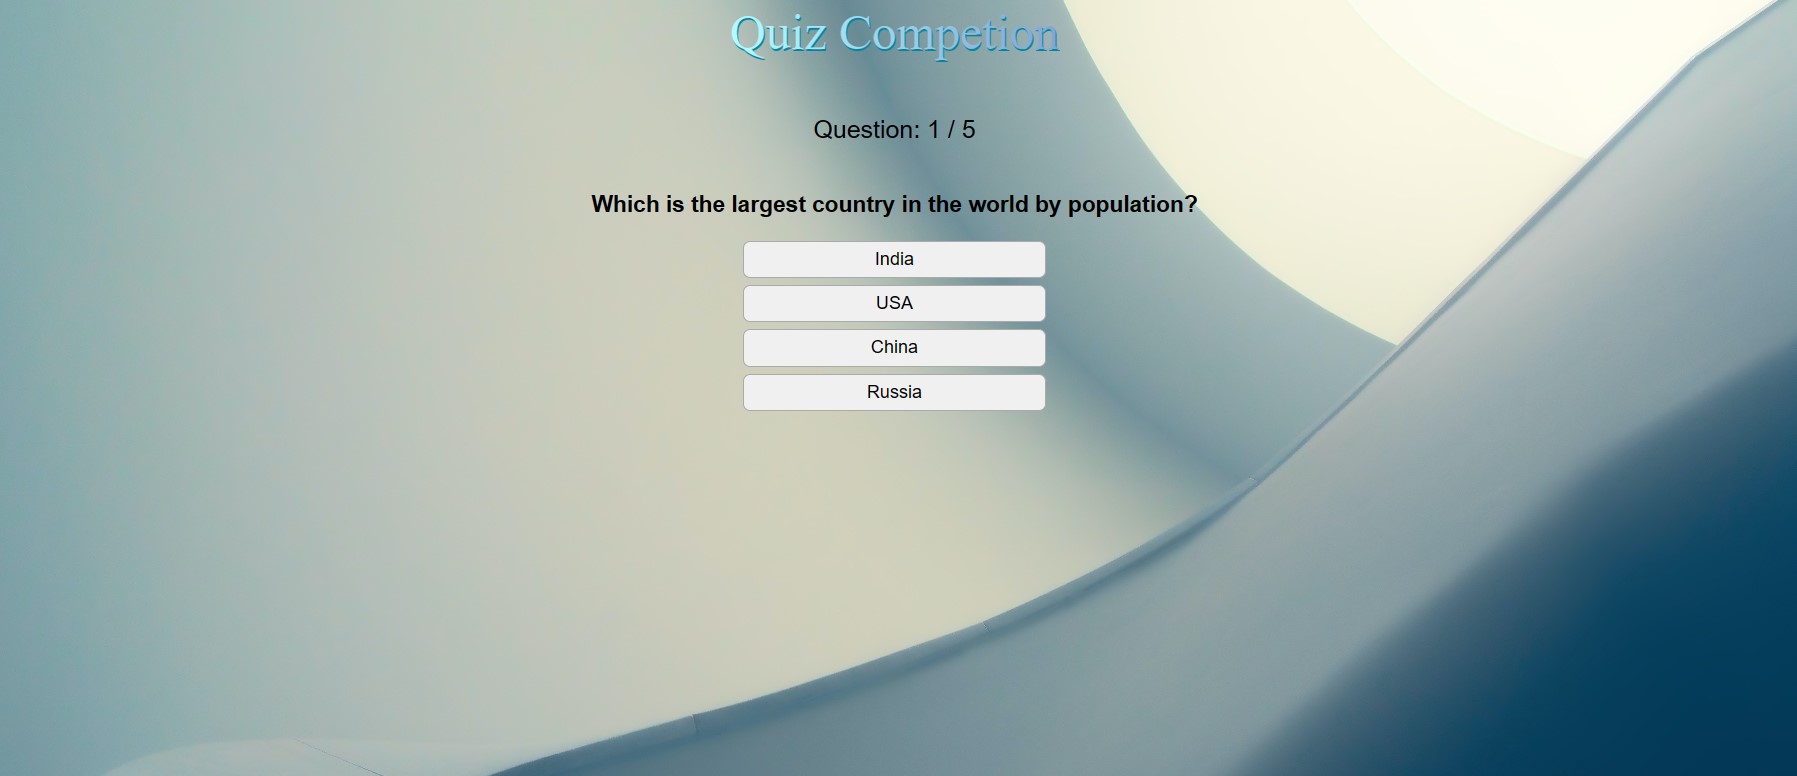 Quiz Competion
Question: 1 / 5
Which is the largest country in the world by population?
India
USA
China
Russia